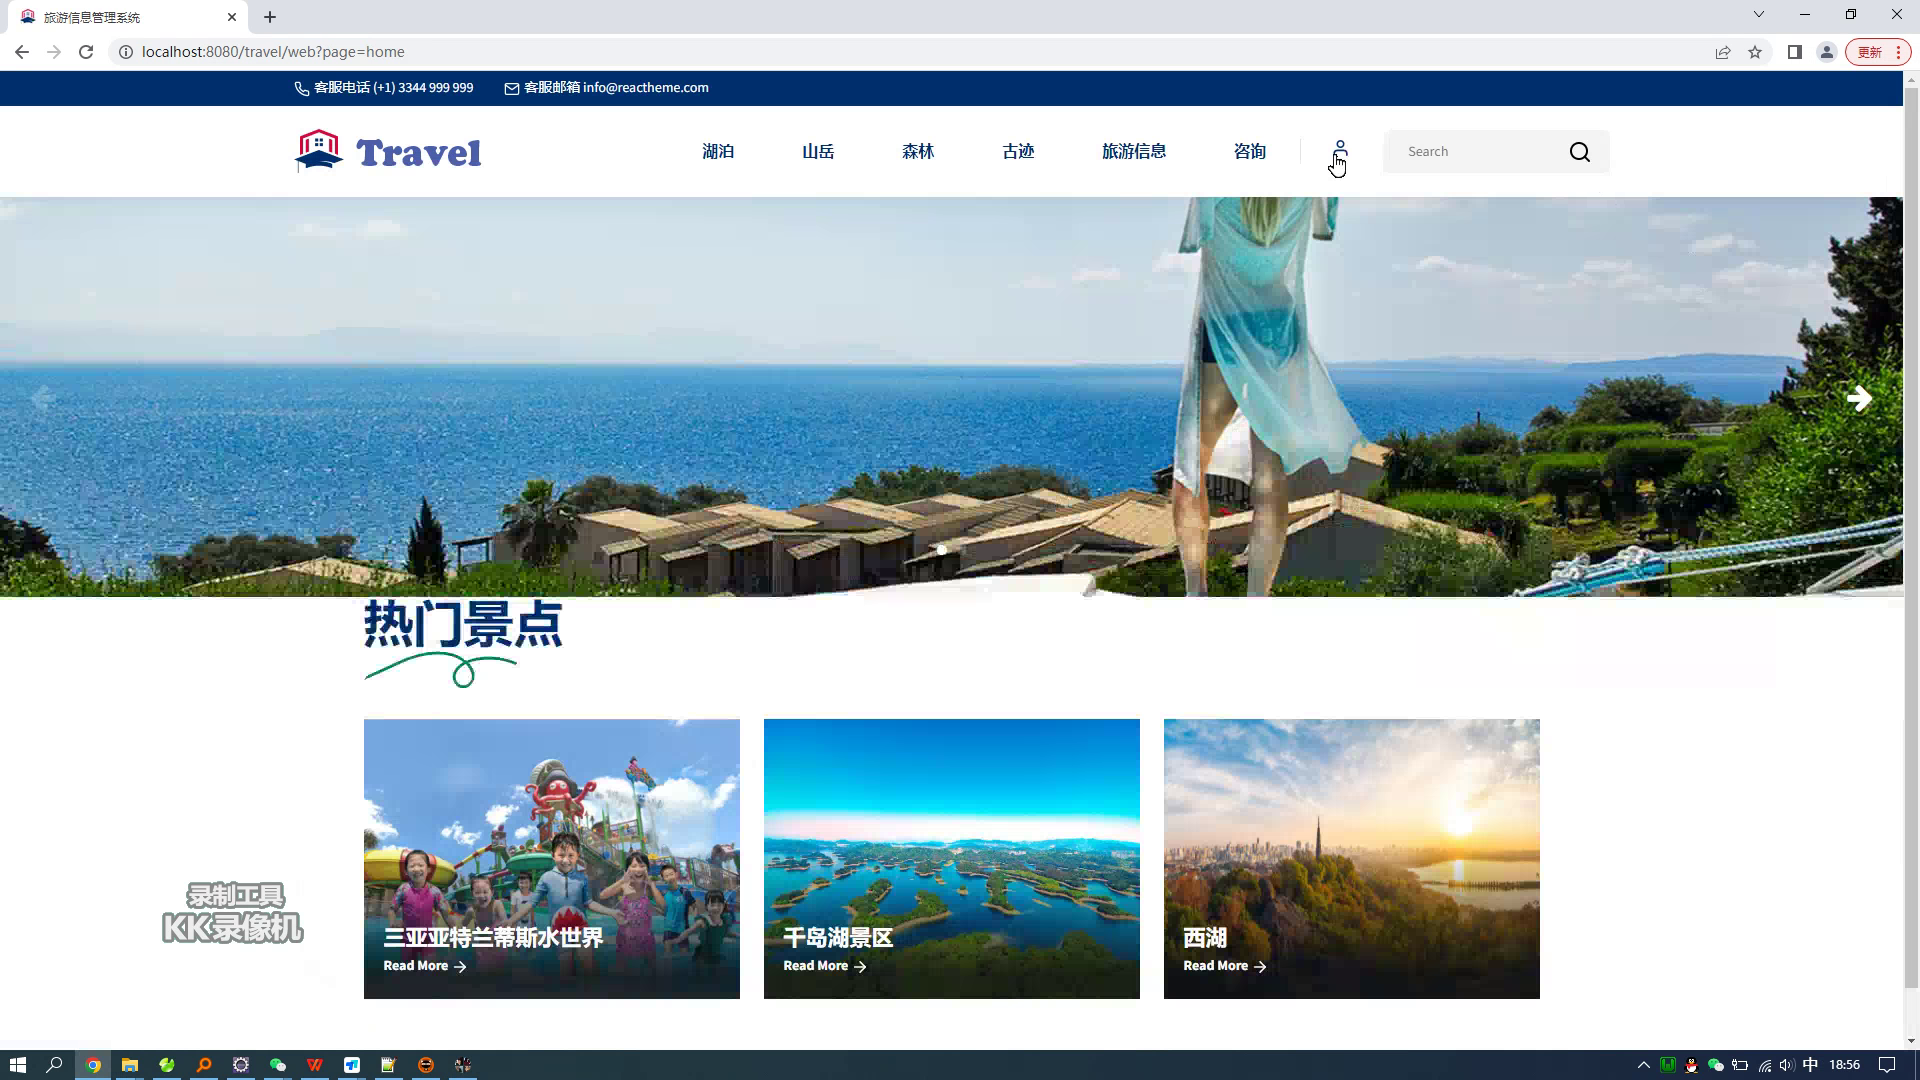 旅游信息管理系统
localhost:8080/travel/web?page=home
更新
客服电话 (+1) 3344 999 999 客服邮箱 info@reactheme.com
Travel 湖泊 山岳 森林 古迹 旅游信息 咨询 Search
热门景点
三亚亚特兰蒂斯水世界
Read More
千岛湖景区
Read More
西湖
Read More
录制工具
KK录像机
中 18:56